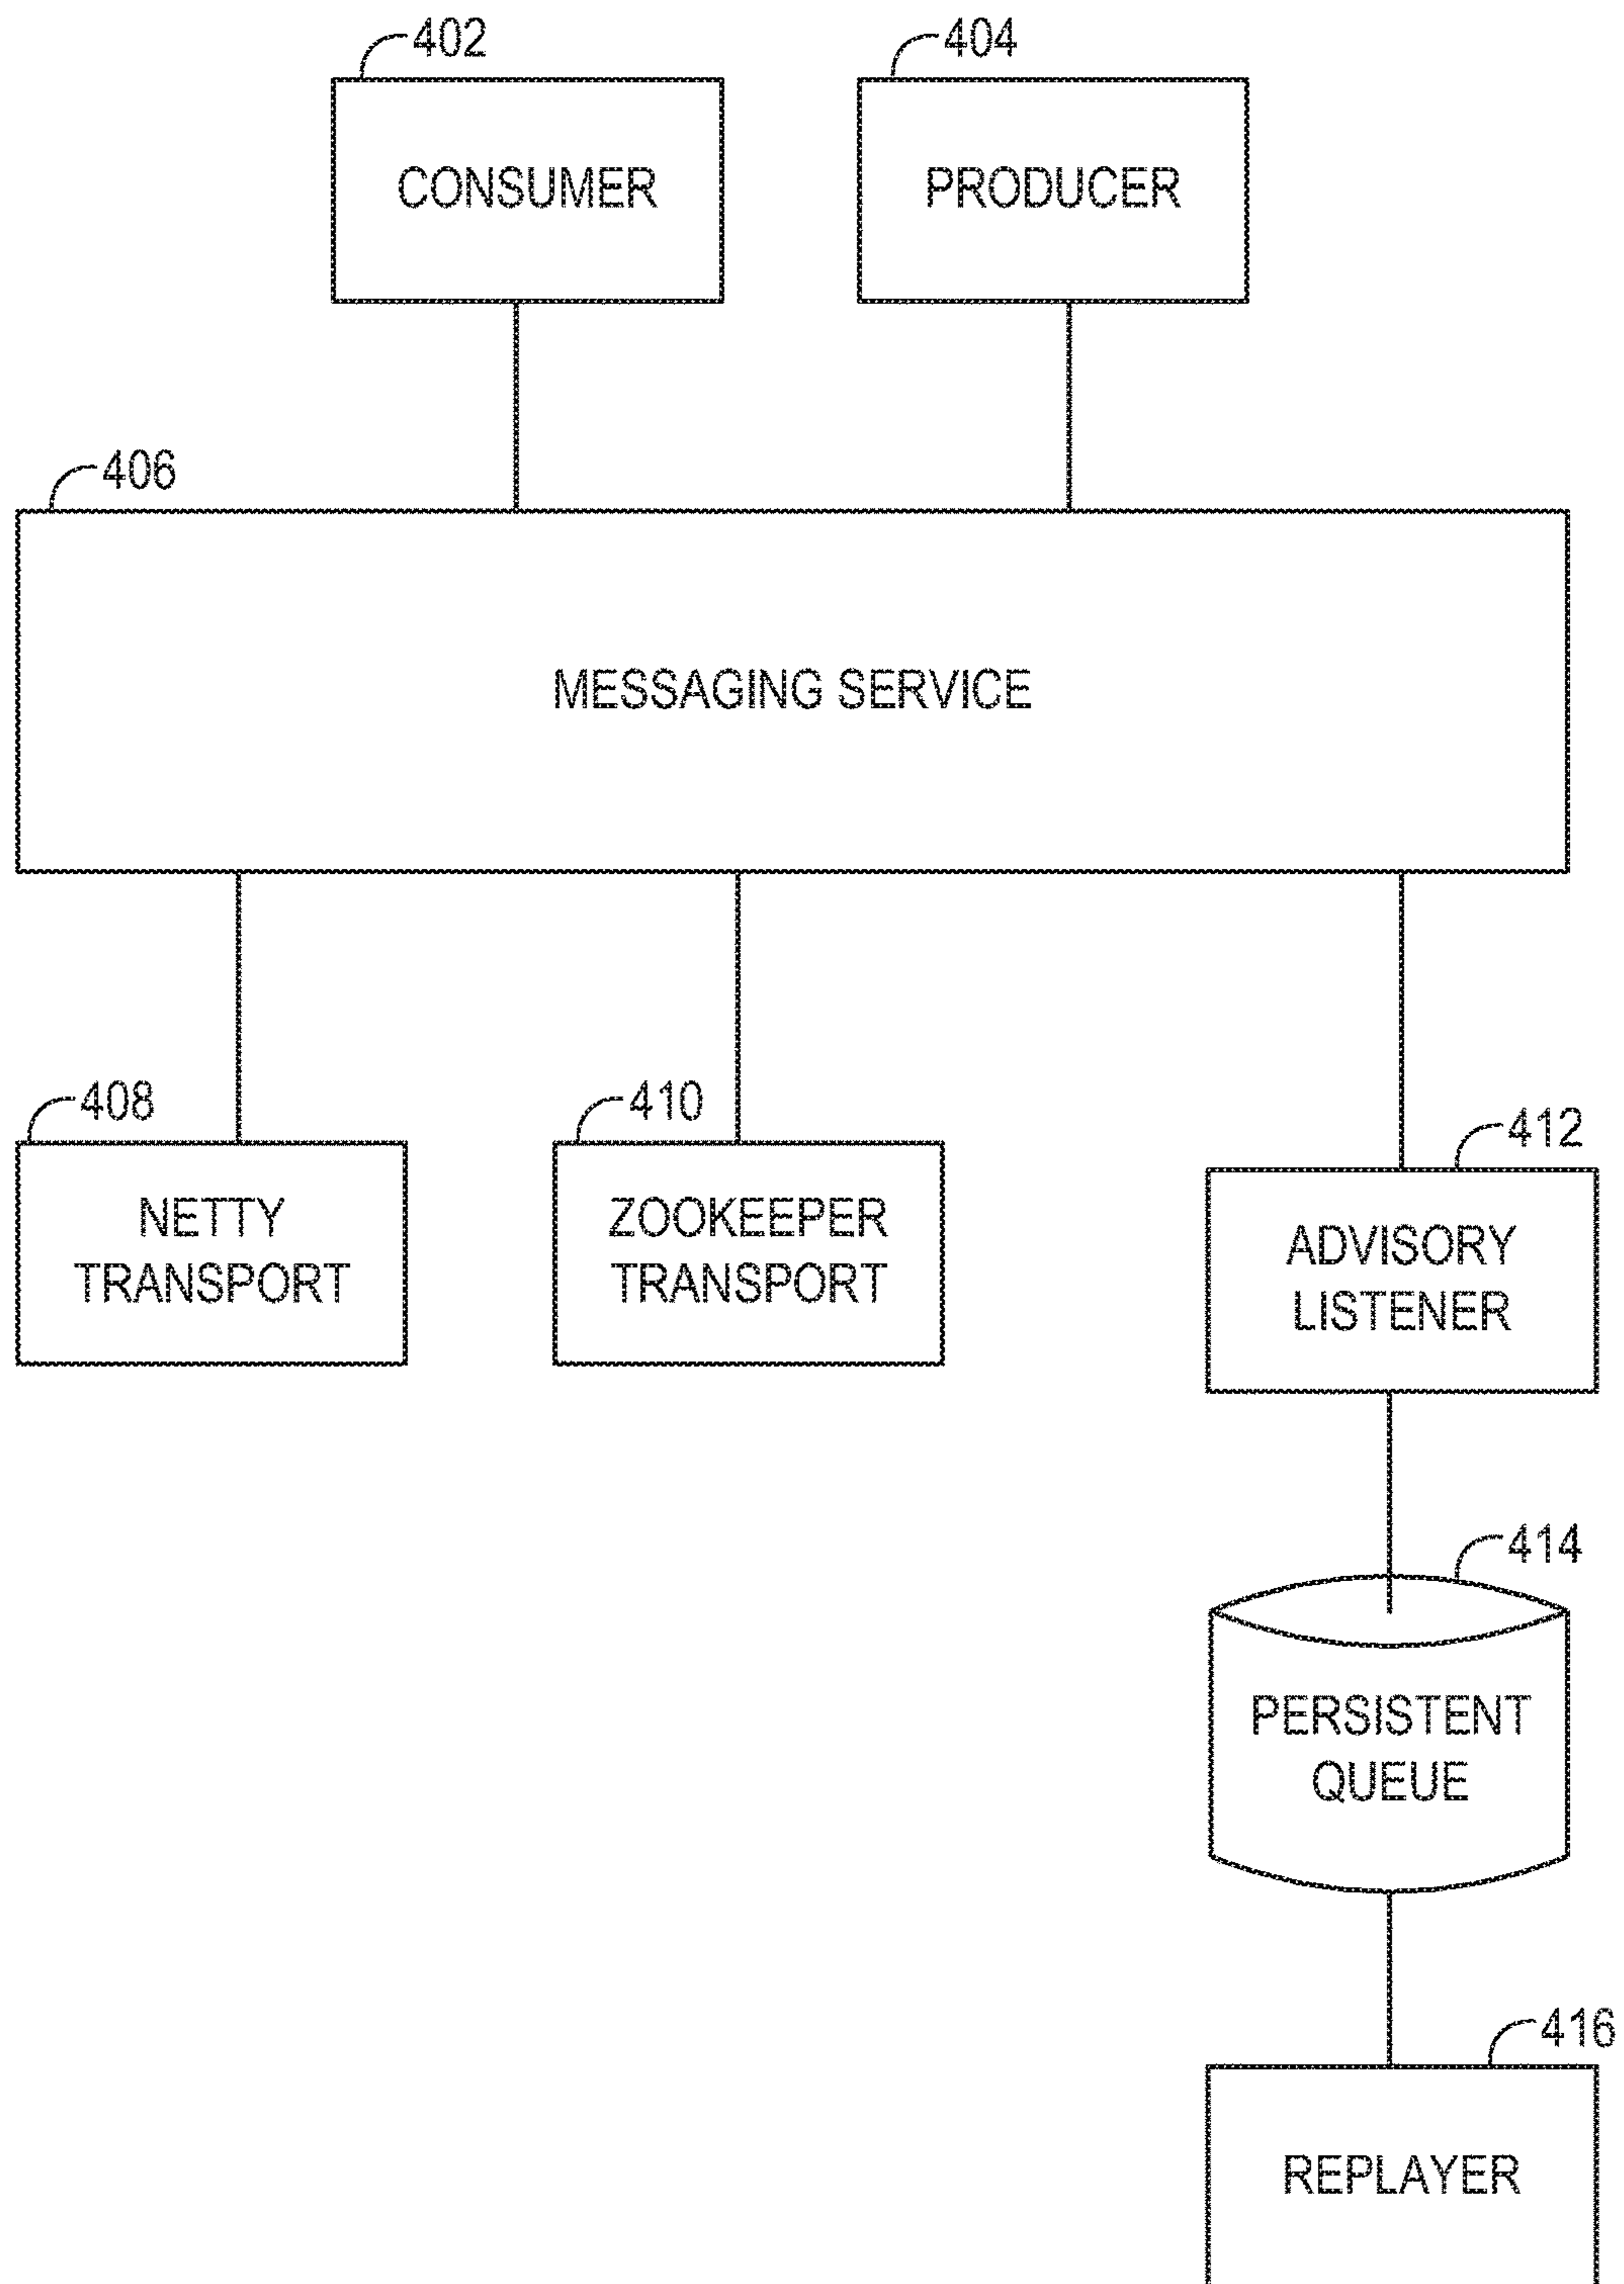 402
404
CONSUMER
PRODUCER
406
MESSAGING SERVICE
408
410
412
NETTY
TRANSPORT
ZOOKEEPER
TRANSPORT
ADVISORY
LISTENER
414
PERSISTENT
QUEUE
416
REPLAYER